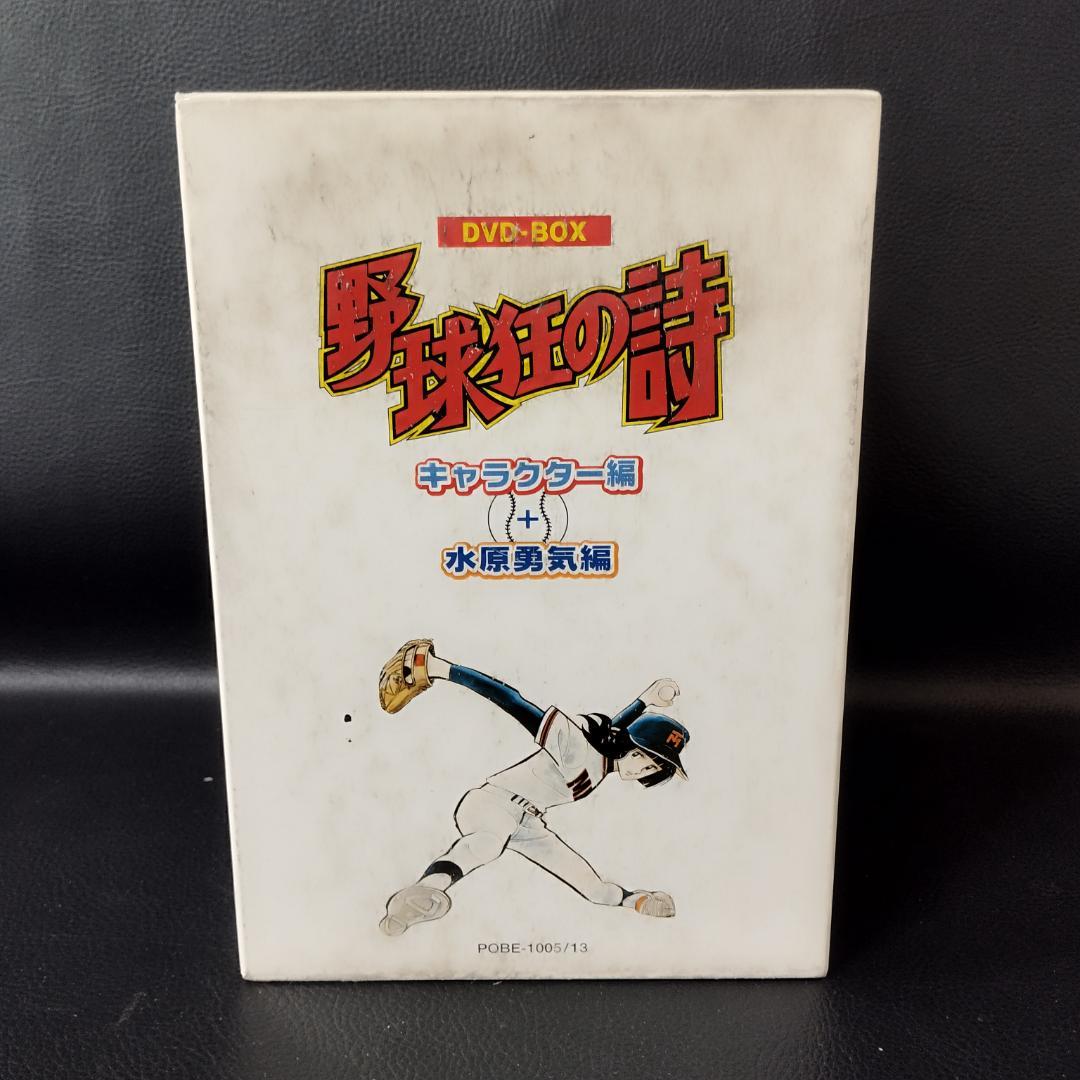 DVD-BOX
野球狂の詩
キャラクター編
+
水原勇気編
TM
M
POBE-1005/13